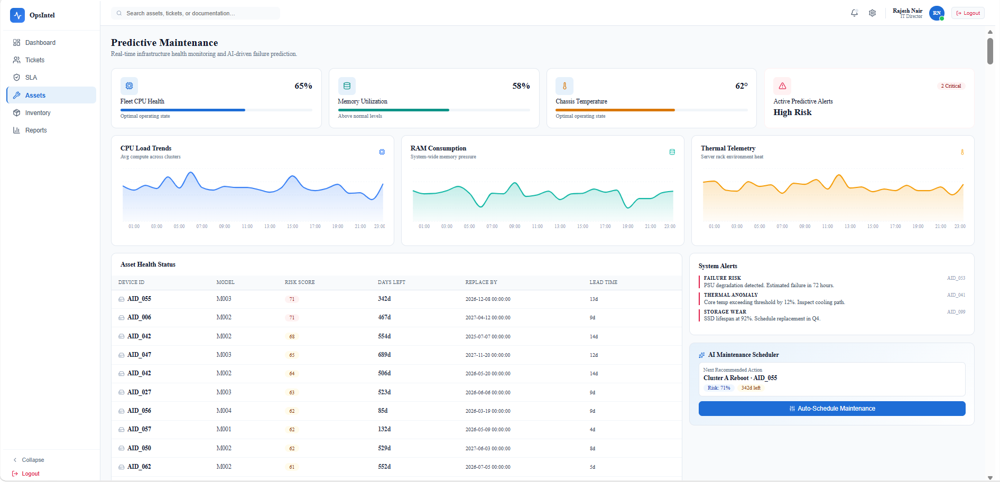 OpsIntel
Search assets, tickets, or documentation...
Rajesh Nair
IT Director
RN
Logout
Dashboard
Tickets
SLA
Assets
Inventory
Reports
Collapse
Logout
Predictive Maintenance
Real-time infrastructure health monitoring and AI-driven failure prediction.
65%
Fleet CPU Health
Optimal operating state
58%
Memory Utilization
Above normal levels
62°
Chassis Temperature
Optimal operating state
2 Critical
Active Predictive Alerts
High Risk
CPU Load Trends
Avg compute across clusters
01:00 03:00 05:00 07:00 09:00 11:00 13:00 15:00 17:00 19:00 21:00 23:00
RAM Consumption
System-wide memory pressure
01:00 03:00 05:00 07:00 09:00 11:00 13:00 15:00 17:00 19:00 21:00 23:00
Thermal Telemetry
Server rack environment heat
01:00 03:00 05:00 07:00 09:00 11:00 13:00 15:00 17:00 19:00 21:00 23:00
Asset Health Status
DEVICE ID MODEL RISK SCORE DAYS LEFT REPLACE BY LEAD TIME
AID_055 M003 71 342d 2026-12-08 00:00:00 13d
AID_006 M002 71 467d 2027-04-12 00:00:00 9d
AID_042 M002 68 554d 2025-07-07 00:00:00 14d
AID_047 M003 65 689d 2027-11-20 00:00:00 12d
AID_042 M002 64 506d 2026-05-20 00:00:00 14d
AID_027 M003 63 523d 2026-06-06 00:00:00 9d
AID_056 M004 62 85d 2026-03-19 00:00:00 9d
AID_057 M001 62 132d 2026-05-09 00:00:00 4d
AID_050 M002 62 529d 2027-06-03 00:00:00 8d
AID_062 M002 61 552d 2026-07-05 00:00:00 5d
System Alerts
FAILURE RISK AID_053
PSU degradation detected. Estimated failure in 72 hours.
THERMAL ANOMALY AID_041
Core temp exceeding threshold by 12%. Inspect cooling path.
STORAGE WEAR AID_099
SSD lifespan at 92%. Schedule replacement in Q4.
AI Maintenance Scheduler
Next Recommended Action
Cluster A Reboot · AID_055
Risk: 71% 342d left
Auto-Schedule Maintenance